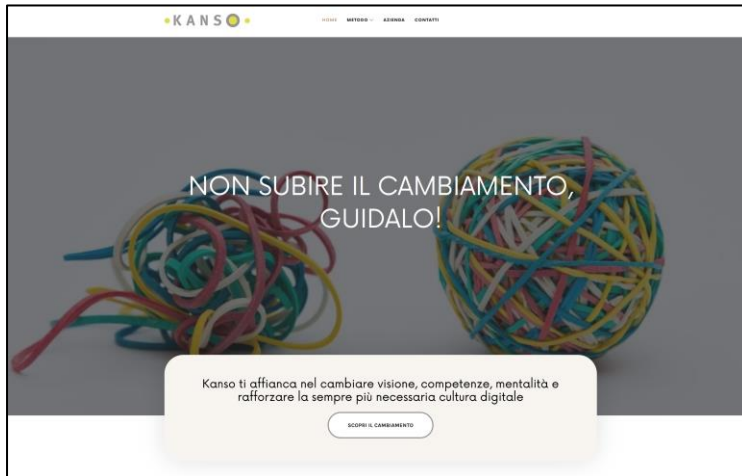 KANSO
HOME METODO AZIENDA CONTATTI
NON SUBIRE IL CAMBIAMENTO,
GUIDALO!
Kanso ti affianca nel cambiare visione, competenze, mentalità e
rafforzare la sempre più necessaria cultura digitale
SCOPRI IL CAMBIAMENTO